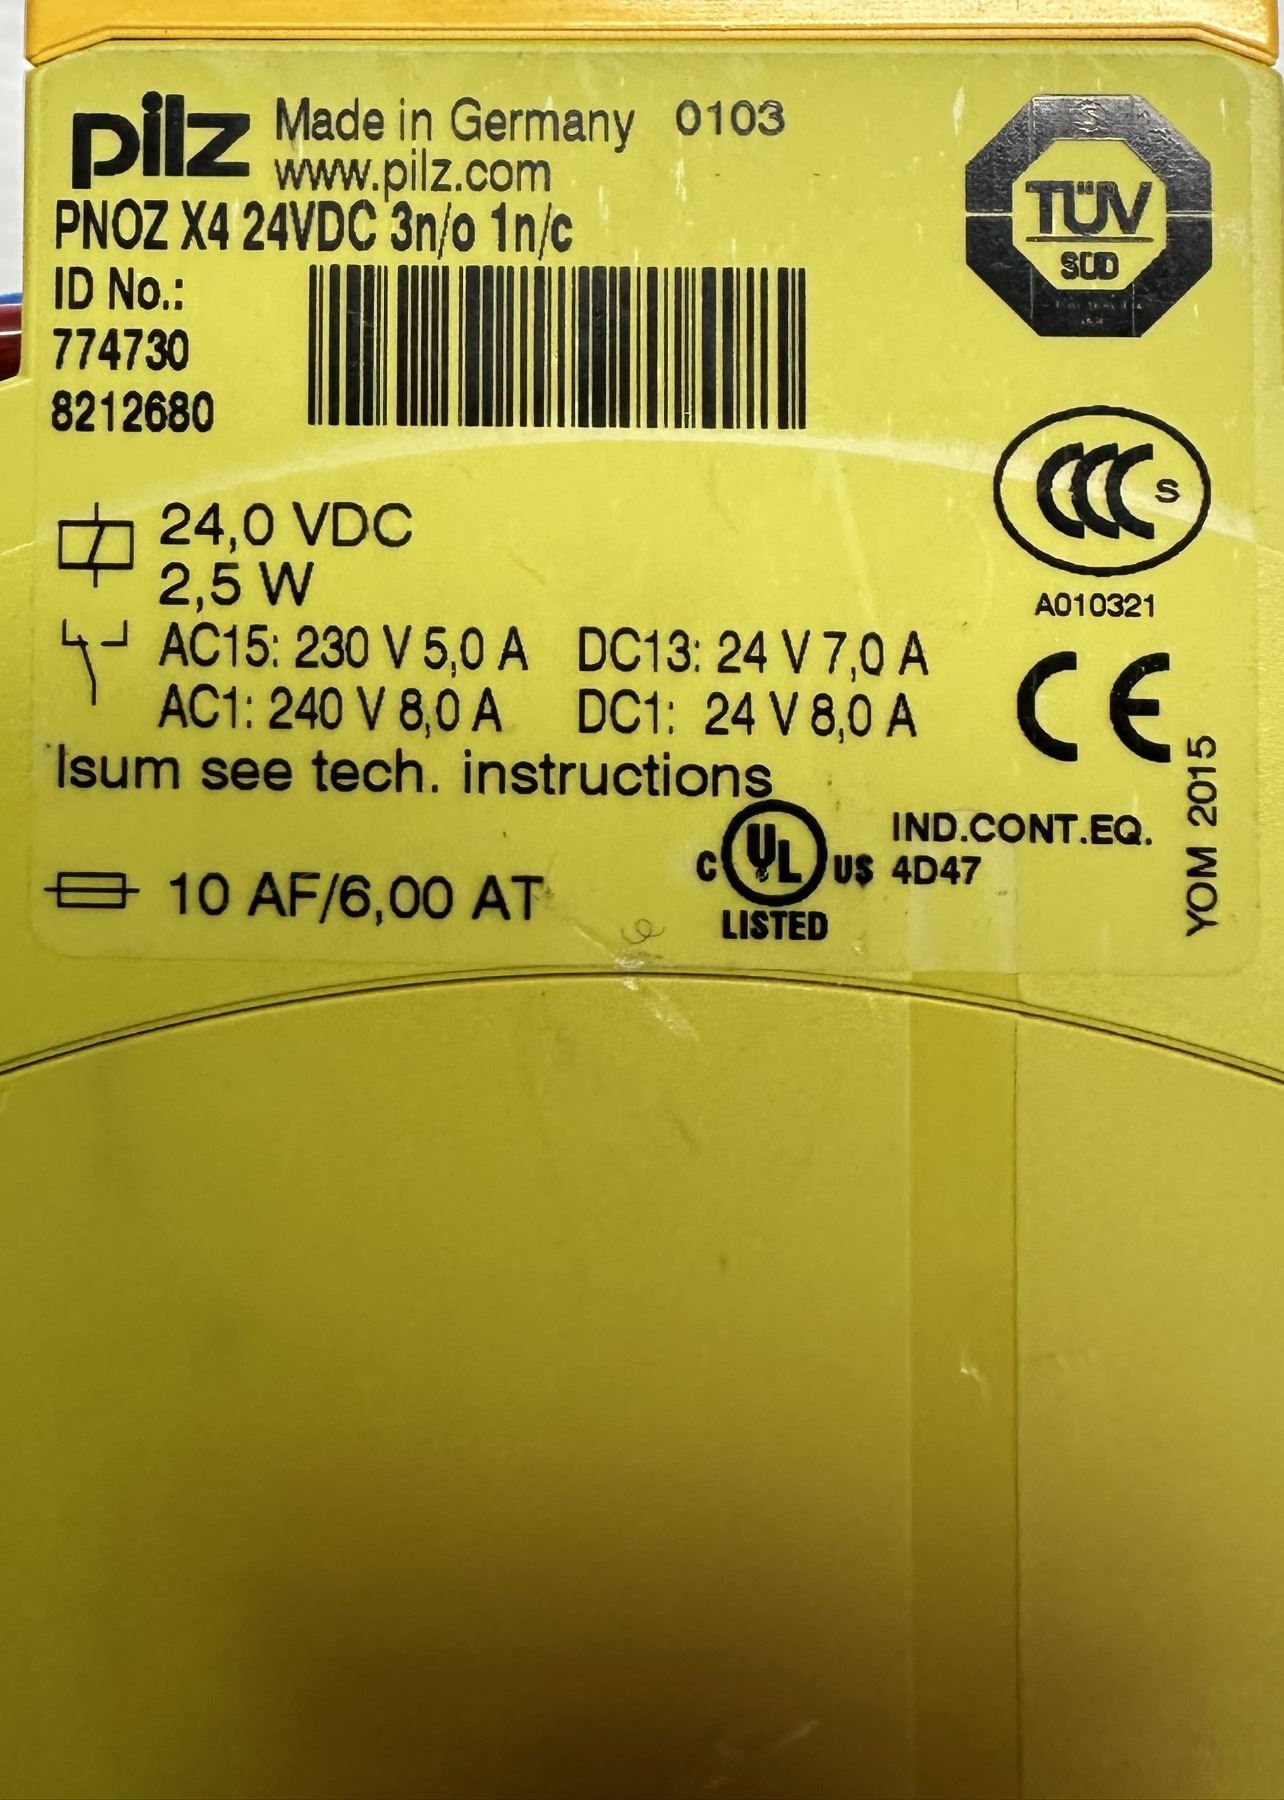 pilz Made in Germany 0103
www.pilz.com
PNOZ X4 24VDC 3n/o 1n/c
ID No.:
774730
8212680
TÜV
SÜD
CCC S
A010321
24,0 VDC
2,5 W
AC15: 230 V 5,0 A DC13: 24 V 7,0 A
AC1: 240 V 8,0 A DC1: 24 V 8,0 A
CE
Isum see tech. instructions
YOM 2015
10 AF/6,00 AT
C UL US
LISTED
IND.CONT.EQ.
4D47